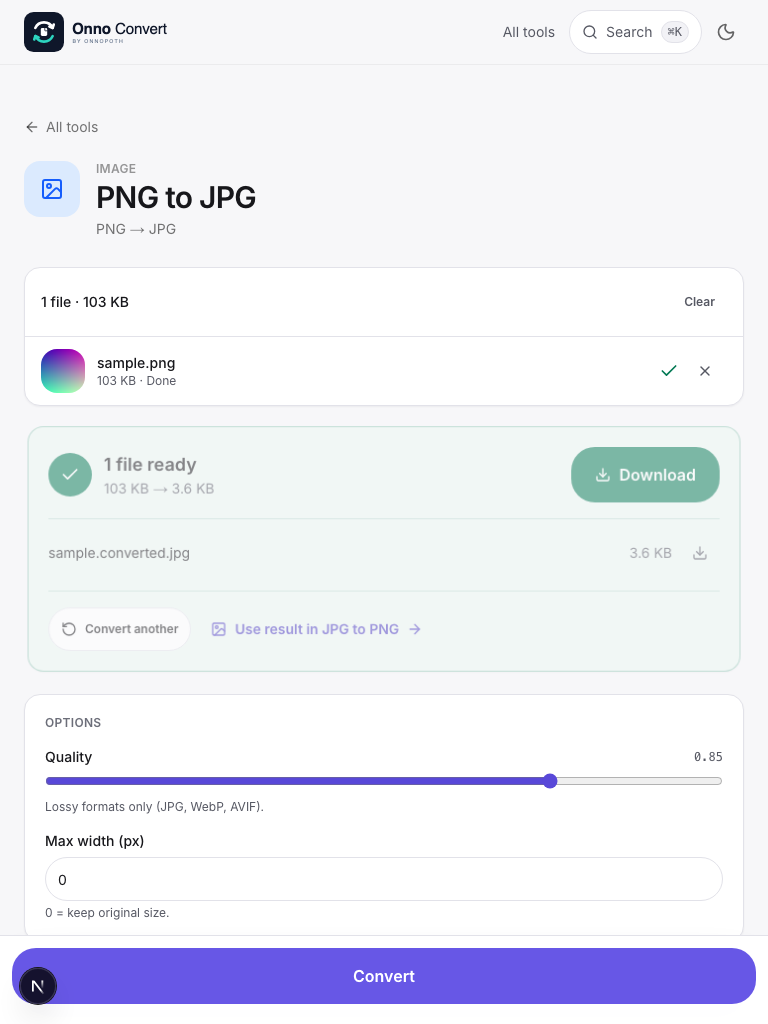 Onno Convert
BY ONNOPOTH
All tools
Search ⌘K
← All tools
IMAGE
PNG to JPG
PNG → JPG
1 file · 103 KB
Clear
sample.png
103 KB · Done
1 file ready
103 KB → 3.6 KB
Download
sample.converted.jpg
3.6 KB
Convert another
Use result in JPG to PNG →
OPTIONS
Quality
0.85
Lossy formats only (JPG, WebP, AVIF).
Max width (px)
0
0 = keep original size.
Convert
N